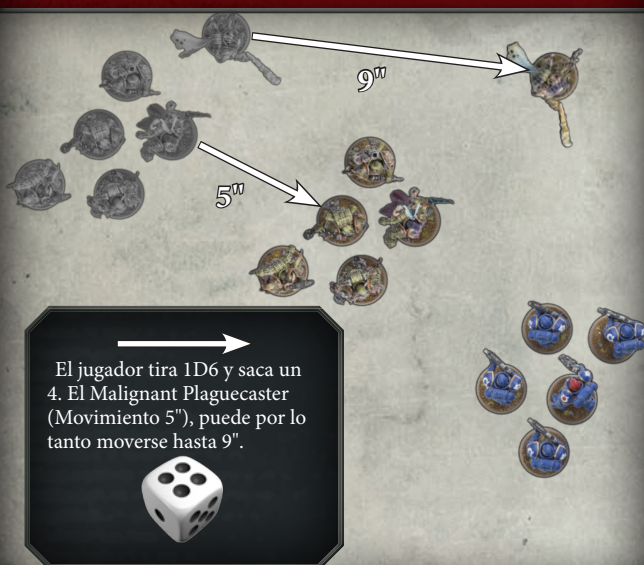 9"
5"
El jugador tira 1D6 y saca un
4. El Malignant Plaguecaster
(Movimiento 5"), puede por lo
tanto moverse hasta 9".